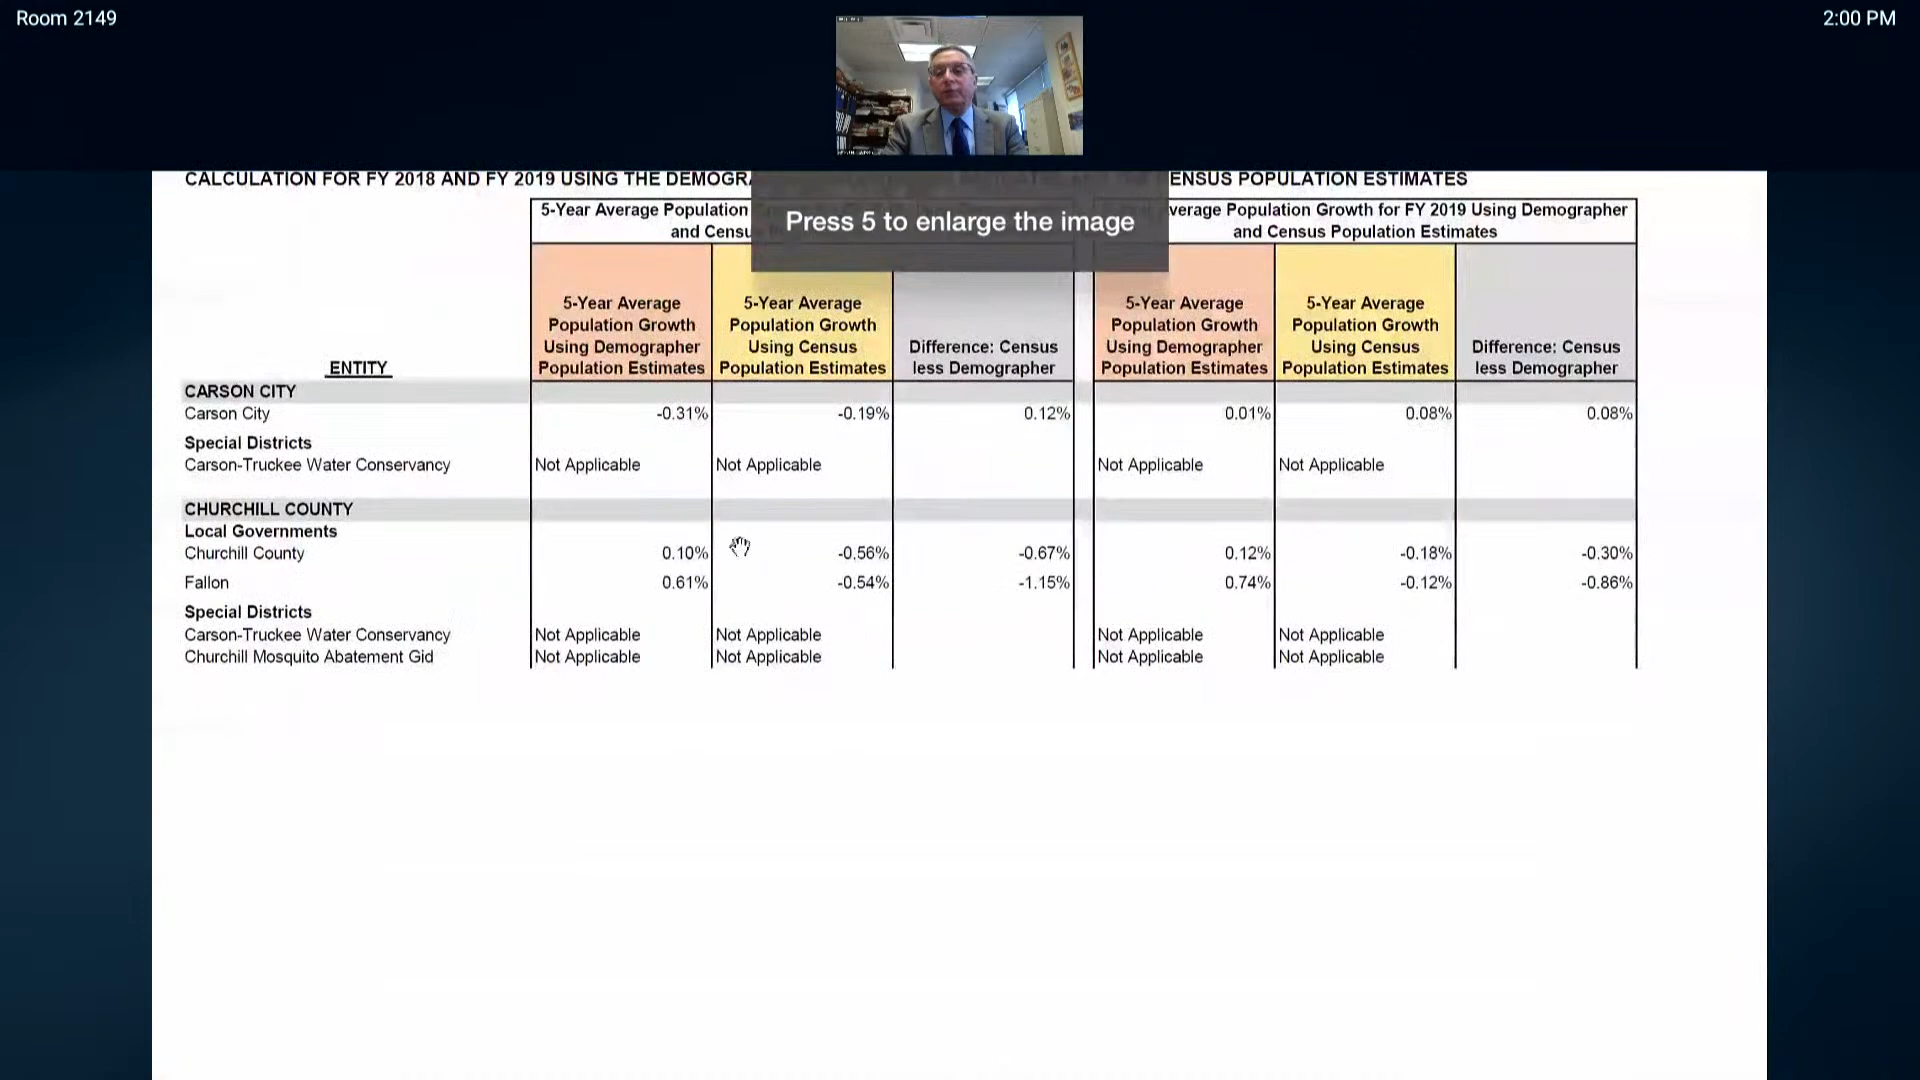 Room 2149
2:00 PM
CALCULATION FOR FY 2018 AND FY 2019 USING THE
ENSUS POPULATION ESTIMATES
Press 5 to enlarge the image
5-Year Average Population
and
verage Population Growth for FY 2019 Using Demographer
and Census Population Estimates
5-Year Average
Population Growth
Using Demographer
Population Estimates
5-Year Average
Population Growth
Using Census
Population Estimates
Difference: Census
less Demographer
5-Year Average
Population Growth
Using Demographer
Population Estimates
5-Year Average
Population Growth
Using Census
Population Estimates
Difference: Census
less Demographer
ENTITY
CARSON CITY
Carson City -0.31% -0.19% 0.12% 0.01% 0.08% 0.08%
Special Districts
Carson-Truckee Water Conservancy Not Applicable Not Applicable Not Applicable Not Applicable
CHURCHILL COUNTY
Local Governments
Churchill County 0.10% -0.56% -0.67% 0.12% -0.18% -0.30%
Fallon 0.61% -0.54% -1.15% 0.74% -0.12% -0.86%
Special Districts
Carson-Truckee Water Conservancy Not Applicable Not Applicable Not Applicable Not Applicable
Churchill Mosquito Abatement Gid Not Applicable Not Applicable Not Applicable Not Applicable